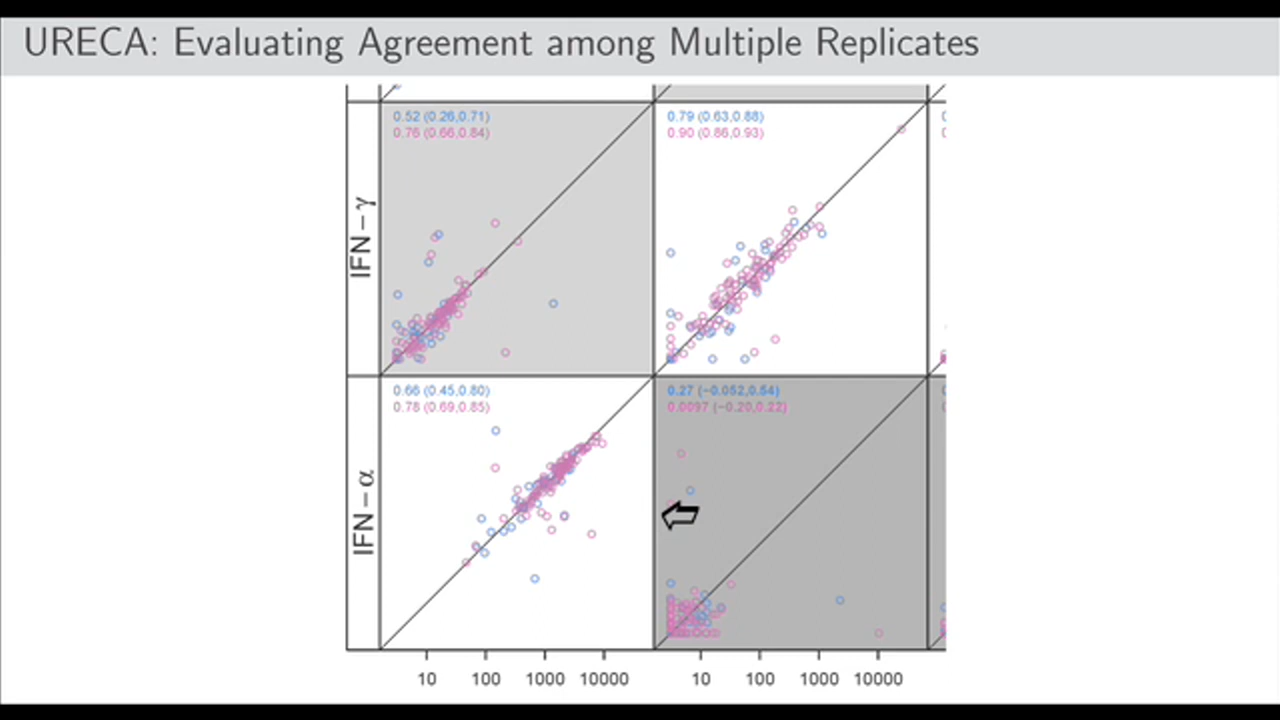 URECA: Evaluating Agreement among Multiple Replicates
IFN−γ
0.52 (0.26,0.71)
0.76 (0.66,0.84)
0.79 (0.63,0.88)
0.90 (0.86,0.93)
IFN−α
0.66 (0.45,0.80)
0.78 (0.69,0.85)
0.27 (−0.052,0.54)
0.0097 (−0.20,0.22)
10 100 1000 10000
10 100 1000 10000